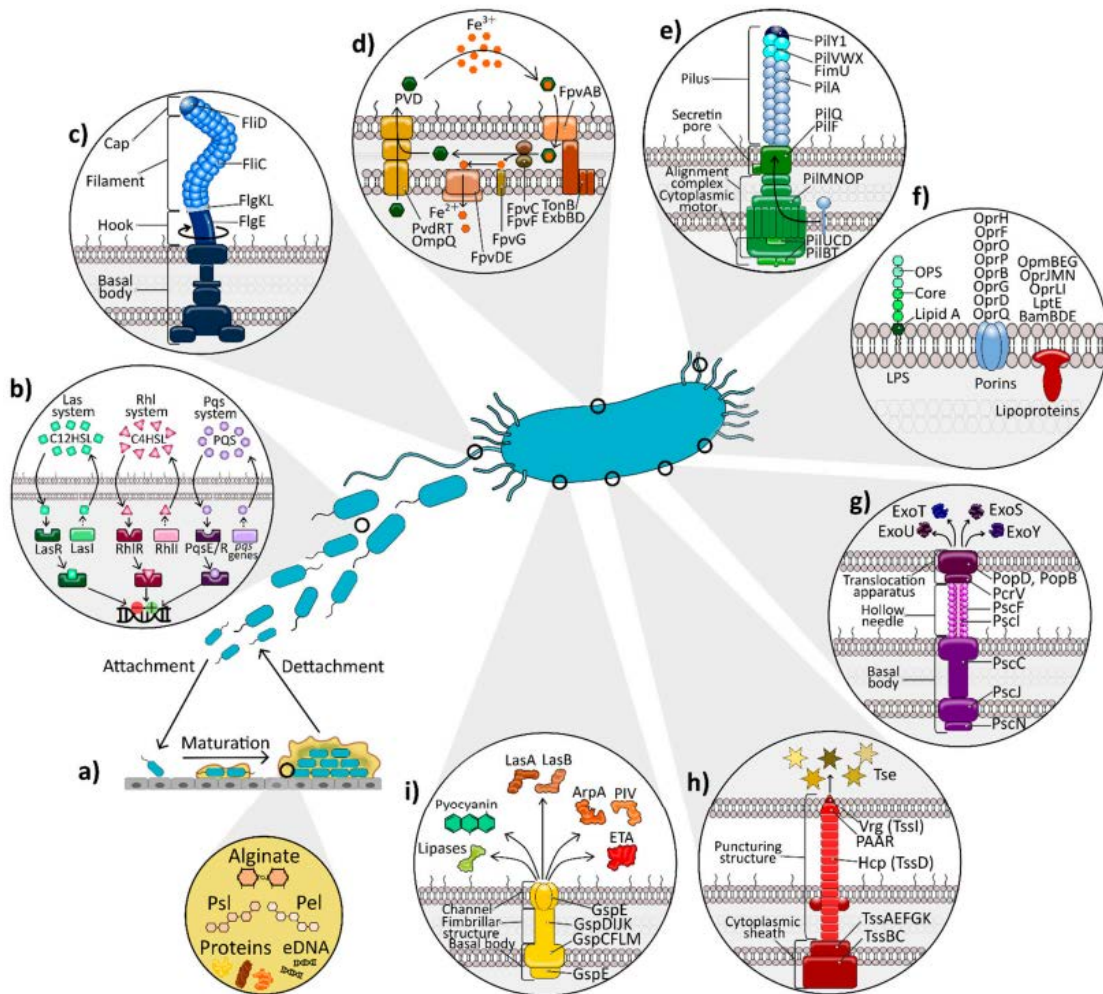 c)
Cap
Filament
Hook
Basal
body
FliD
FliC
FlgKL
FlgE
d)
Fe3+
PVD
FpvAB
Fe2+
PvdRT
OmpQ
FpvDE
FpvG
FpvC
FpvF
TonB
ExbBD
e)
Pilus
Secretin
pore
Alignment
complex
Cytoplasmic
motor
PilY1
PilVWX
FimU
PilA
PilQ
PilF
PilMNOP
PilUCD
PilBT
f)
OPS
Core
Lipid A
LPS
OprH
OprF
OprO
OprP
OprB
OprG
OprD
OprQ
Porins
OpmBEG
OprJMN
OprLI
LptE
BamBDE
Lipoproteins
b)
Las
system
C12HSL
Rhl
system
C4HSL
Pqs
system
PQS
LasR
LasI
RhlR
RhlI
PqsE/R
pqs
genes
g)
ExoT
ExoS
ExoU
ExoY
Translocation
apparatus
Hollow
needle
Basal
body
PopD, PopB
PcrV
PscF
PscI
PscC
PscJ
PscN
Attachment
Dettachment
Maturation
a)
Alginate
Psl
Pel
Proteins
eDNA
i)
LasA
LasB
Pyocyanin
ArpA
PIV
Lipases
ETA
Channel
Fimbrillar
structure
Basal body
GspE
GspDIJK
GspCFLM
GspE
h)
Tse
Puncturing
structure
Cytoplasmic
sheath
Vrg (TssI)
PAAR
Hcp (TssD)
TssAEFGK
TssBC